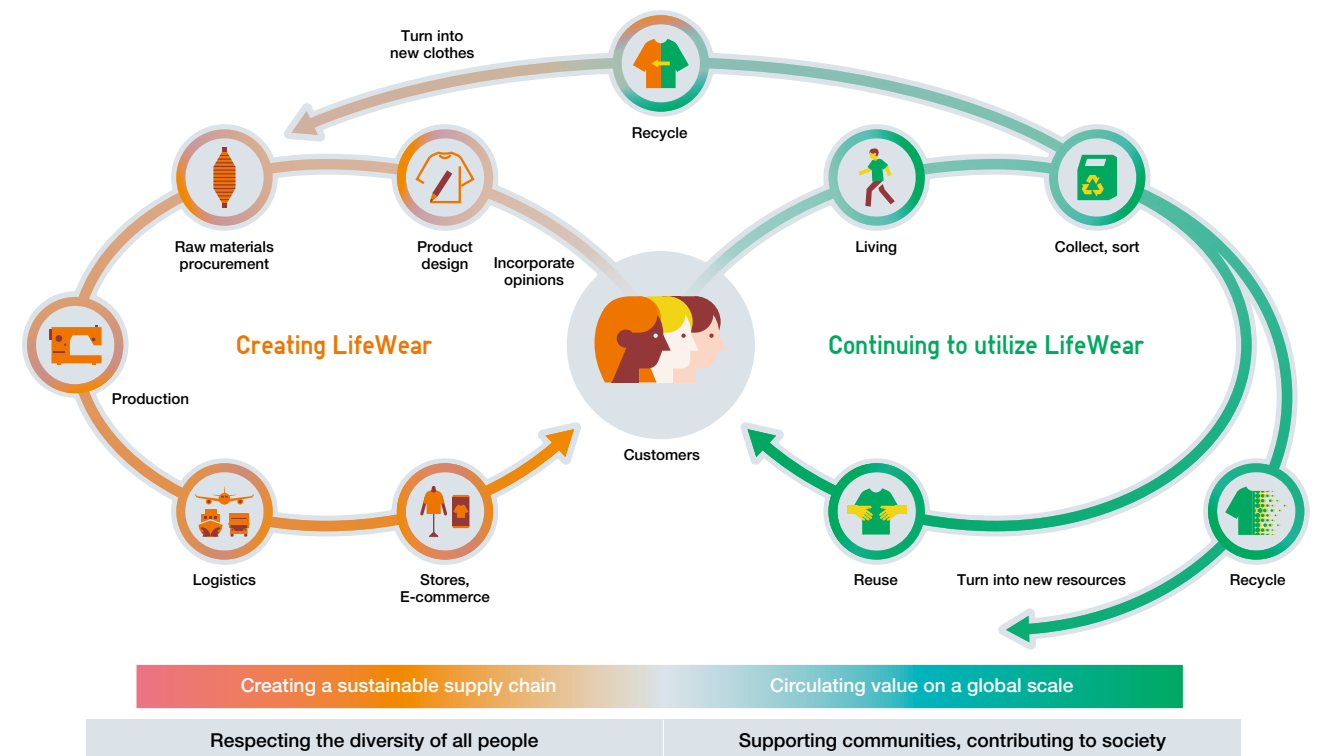 Turn into
new clothes
Recycle
Raw materials
procurement
Product
design
Incorporate
opinions
Living
Collect, sort
Creating LifeWear
Continuing to utilize LifeWear
Production
Customers
Logistics
Stores,
E-commerce
Reuse
Turn into new resources
Recycle
Creating a sustainable supply chain
Circulating value on a global scale
Respecting the diversity of all people
Supporting communities, contributing to society